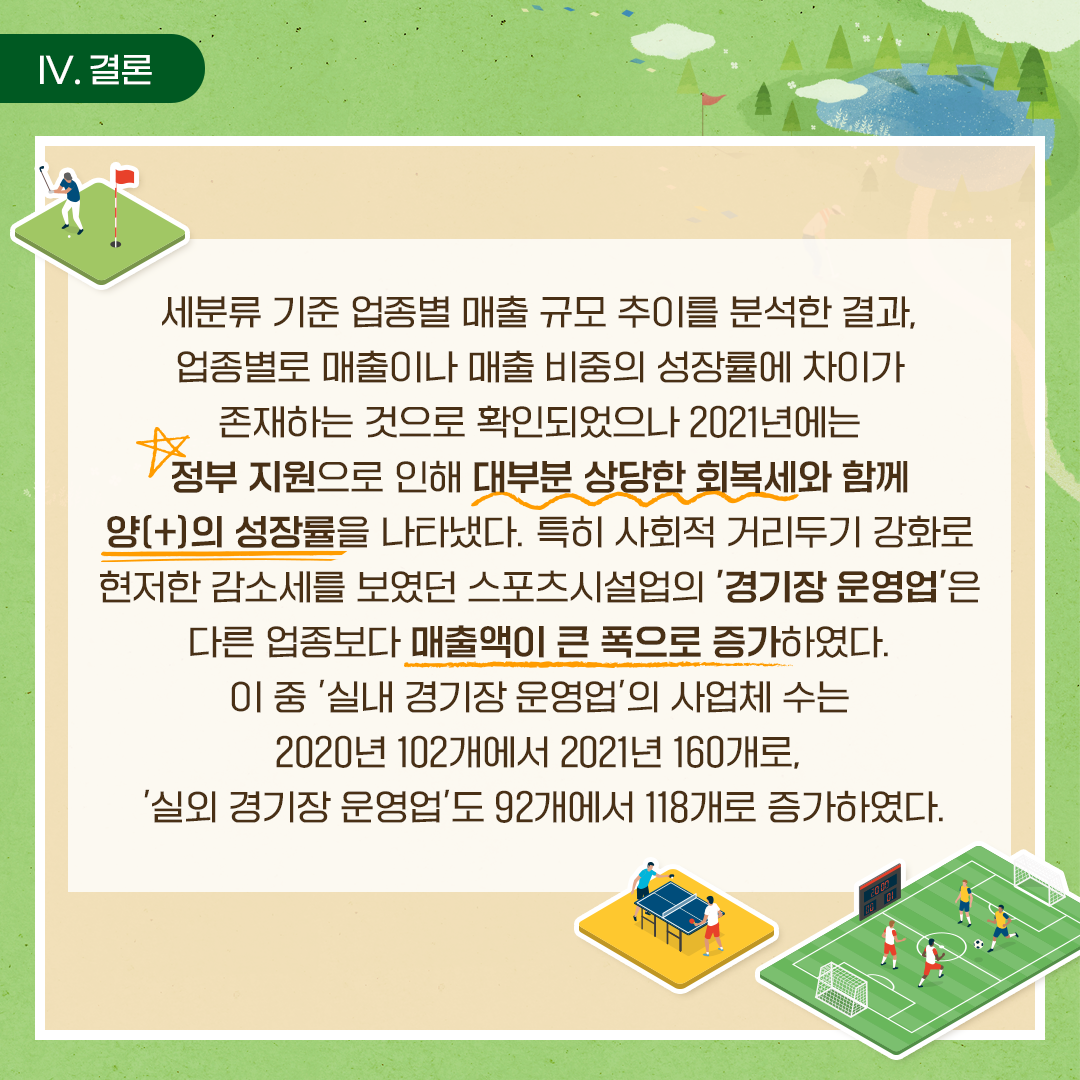 IV. 결론
세분류 기준 업종별 매출 규모 추이를 분석한 결과,
업종별로 매출이나 매출 비중의 성장률에 차이가
존재하는 것으로 확인되었으나 2021년에는
정부 지원으로 인해 대부분 상당한 회복세와 함께
양(+)의 성장률을 나타냈다. 특히 사회적 거리두기 강화로
현저한 감소세를 보였던 스포츠시설업의 '경기장 운영업'은
다른 업종보다 매출액이 큰 폭으로 증가하였다.
이 중 '실내 경기장 운영업'의 사업체 수는
2020년 102개에서 2021년 160개로,
'실외 경기장 운영업'도 92개에서 118개로 증가하였다.